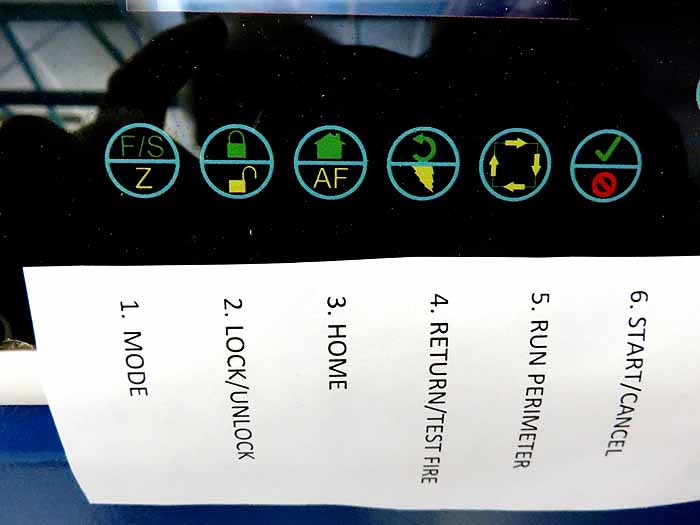 F/S
Z
AF
1. MODE
2. LOCK/UNLOCK
3. HOME
4. RETURN/TEST FIRE
5. RUN PERIMETER
6. START/CANCEL